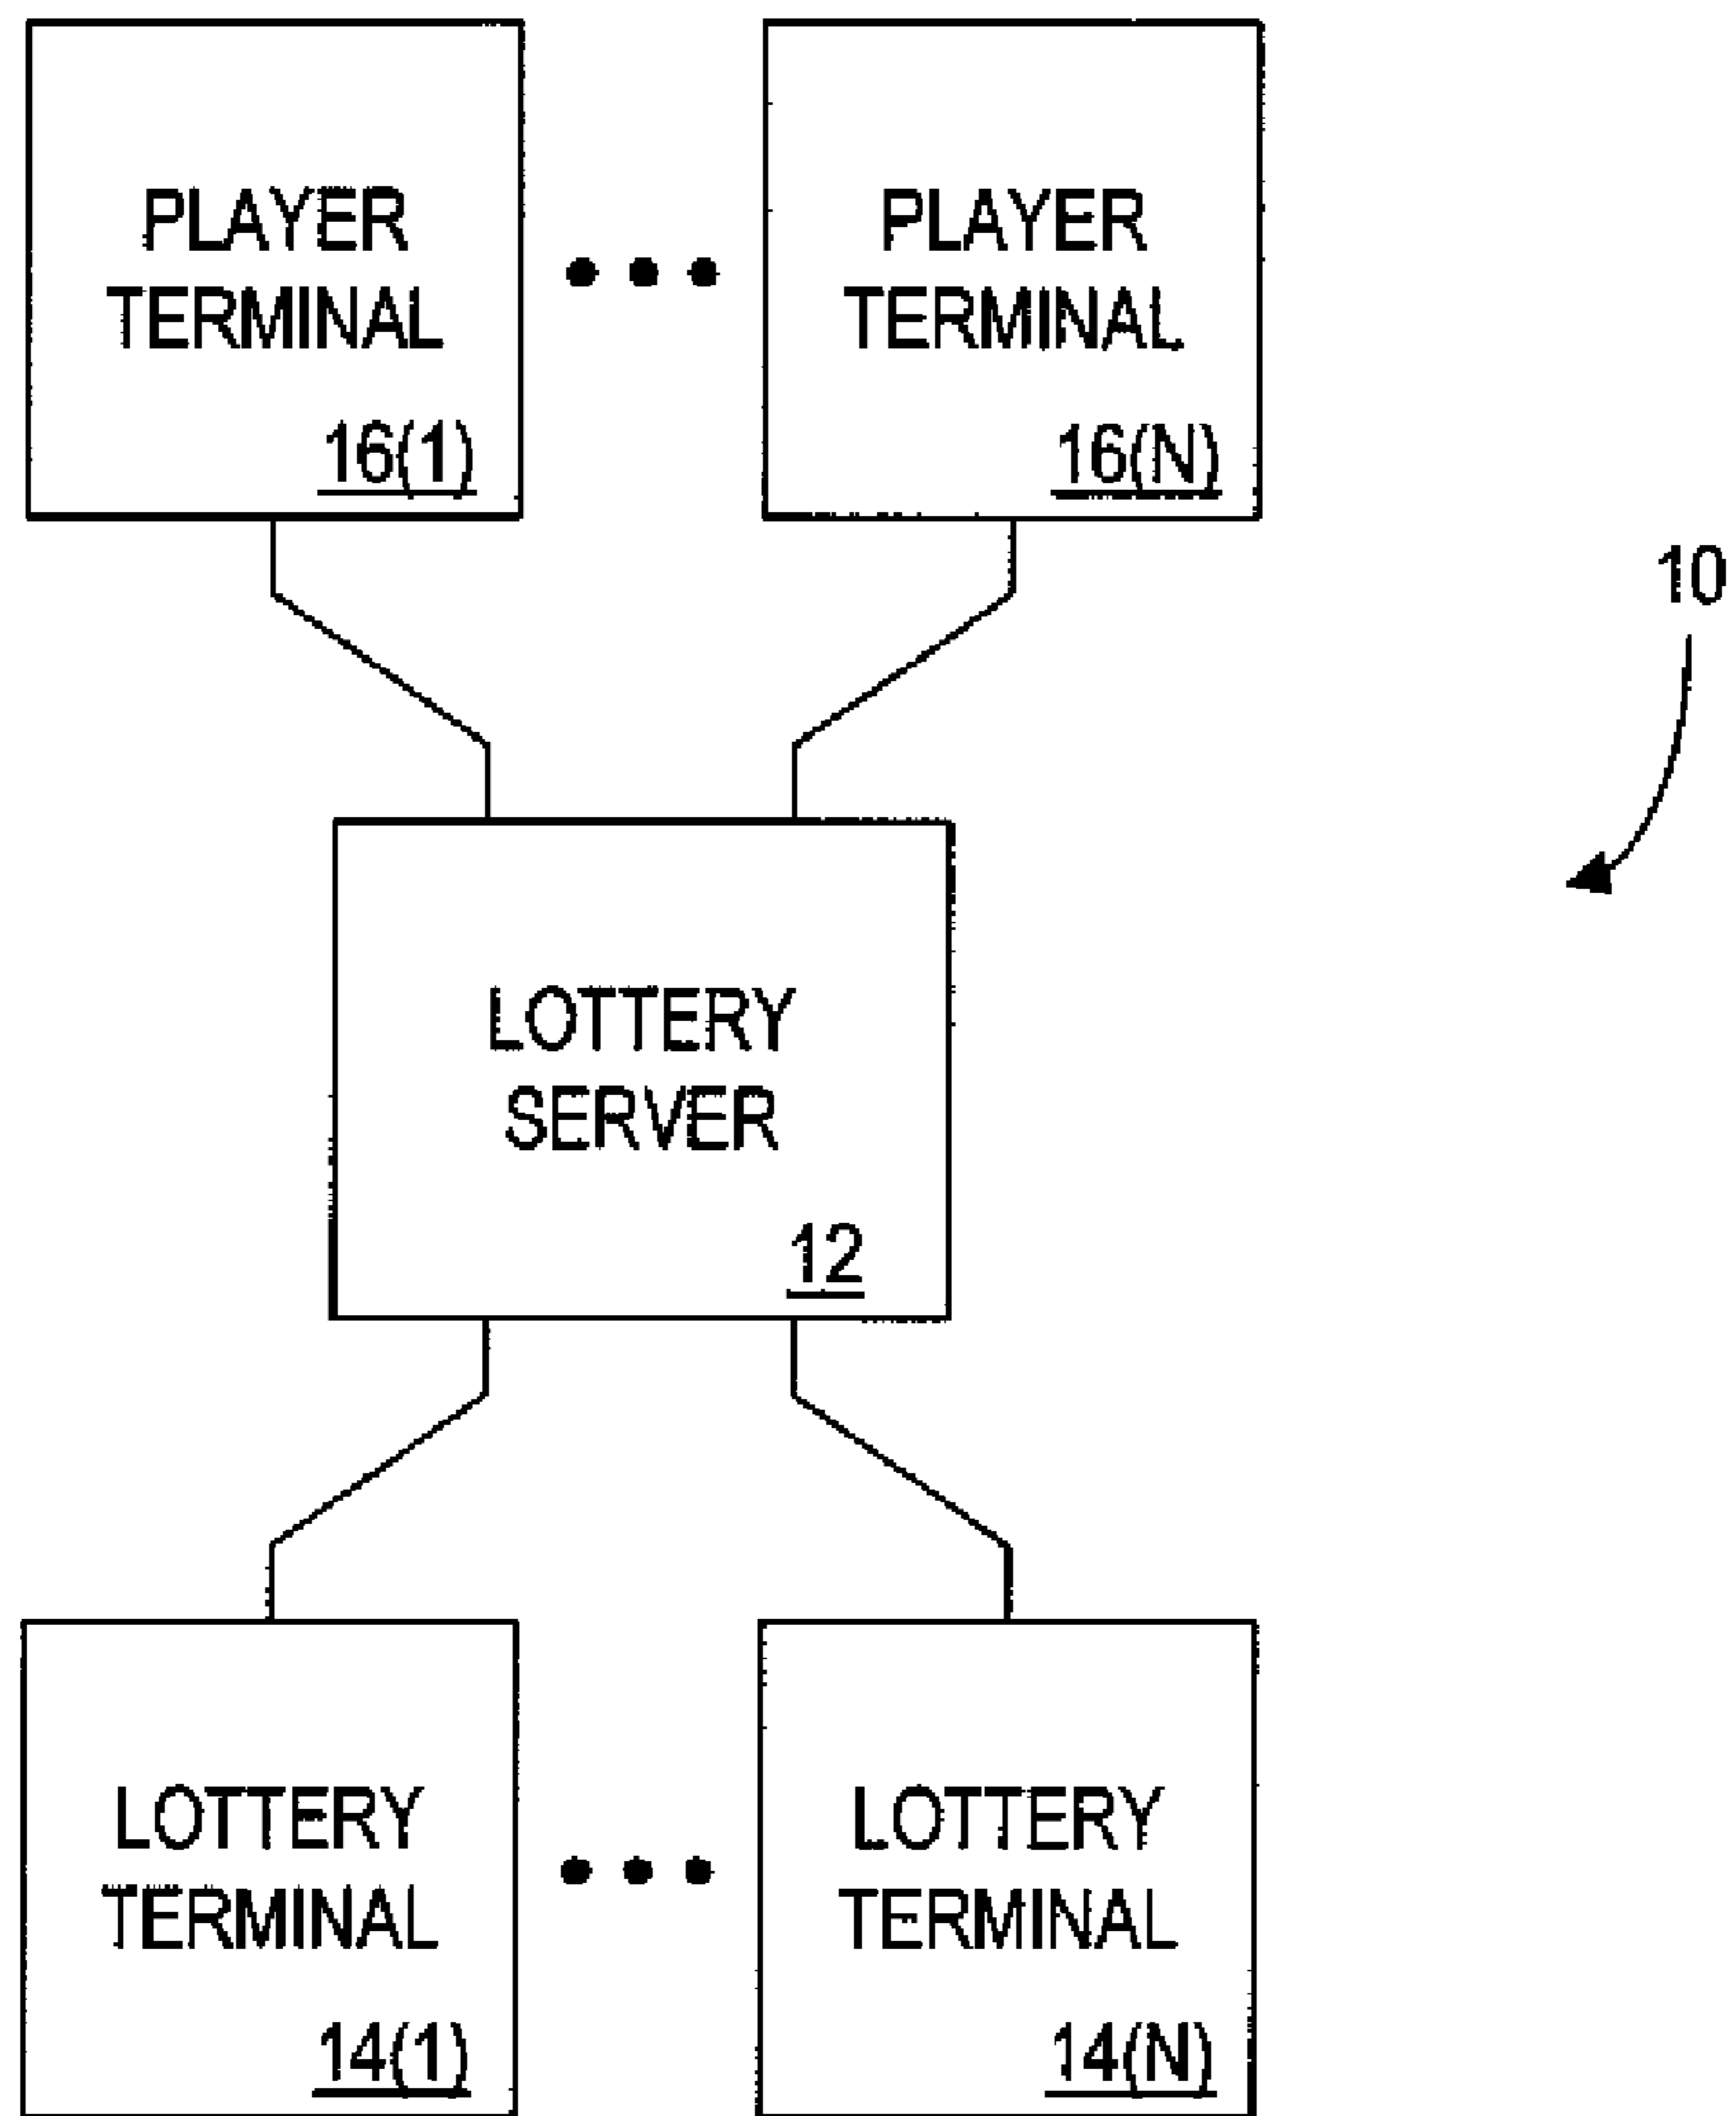 PLAYER
TERMINAL
16(1)
PLAYER
TERMINAL
16(N)
10
LOTTERY
SERVER
12
LOTTERY
TERMINAL
14(1)
LOTTERY
TERMINAL
14(N)